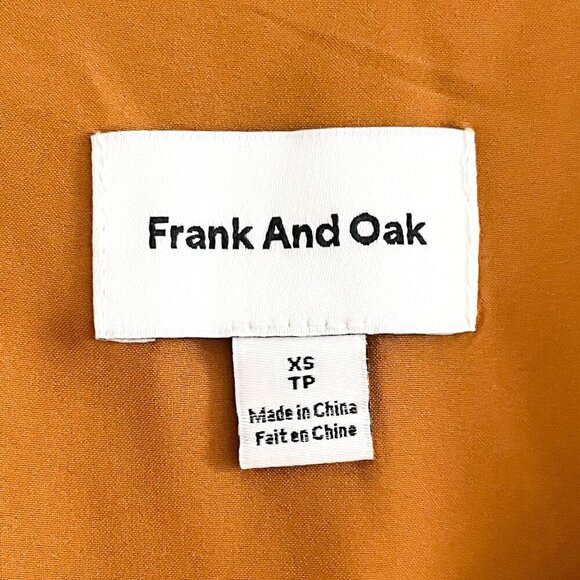 Frank And Oak
XS
TP
Made in China
Fait en Chine